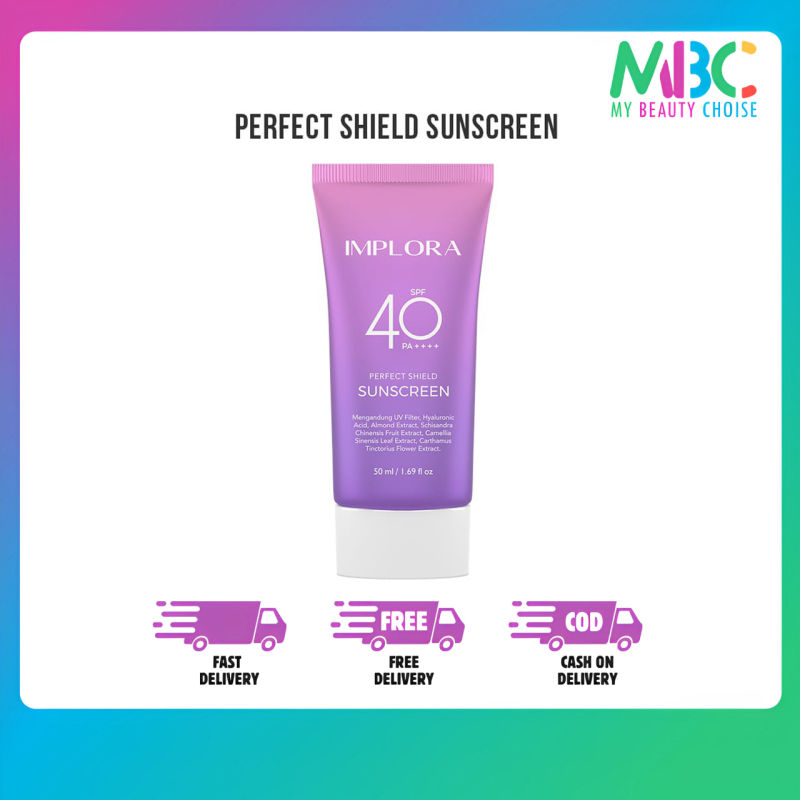 MBC
MY BEAUTY CHOISE
PERFECT SHIELD SUNSCREEN
IMPLORA
SPF
40
PA++++
PERFECT SHIELD
SUNSCREEN
Mengandung UV Filter, Hyaluronic
Acid, Almond Extract, Schisandra
Chinensis Fruit Extract, Camellia
Sinensis Leaf Extract, Carthamus
Tinctorius Flower Extract.
50 ml / 1.69 fl oz
FAST
DELIVERY
FREE
FREE
DELIVERY
COD
CASH ON
DELIVERY